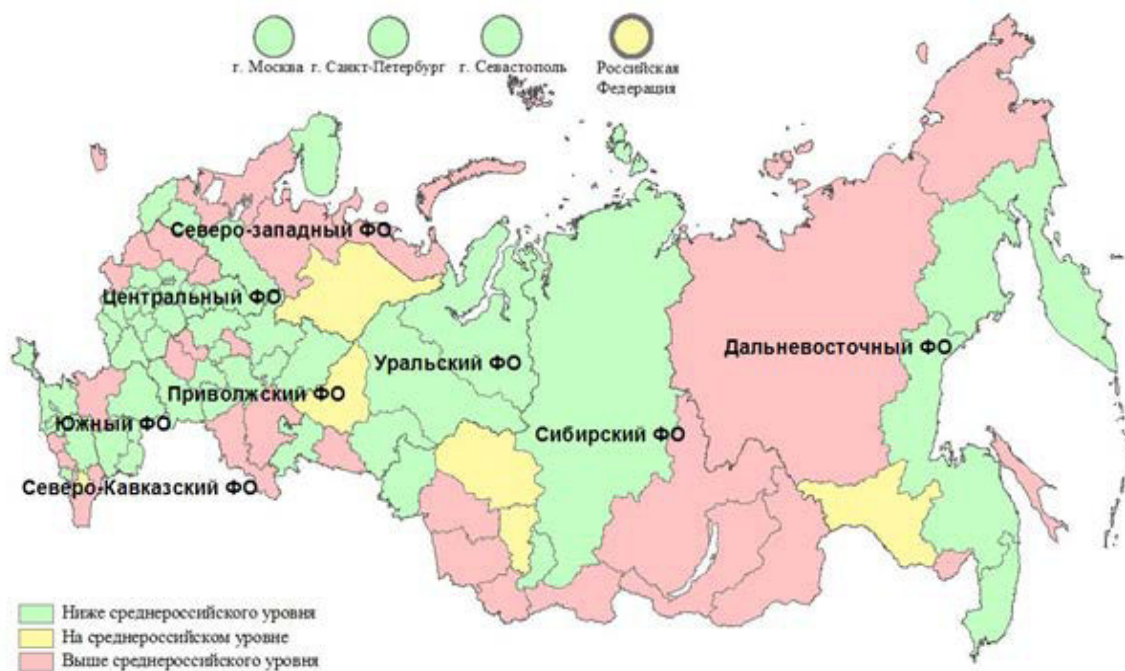 г. Москва г. Санкт-Петербург г. Севастополь Российская
Федерация
Северо-западный ФО
Центральный ФО
Уральский ФО
Дальневосточный ФО
Приволжский ФО
Южный ФО
Сибирский ФО
Северо-Кавказский ФО
Ниже среднероссийского уровня
На среднероссийском уровне
Выше среднероссийского уровня